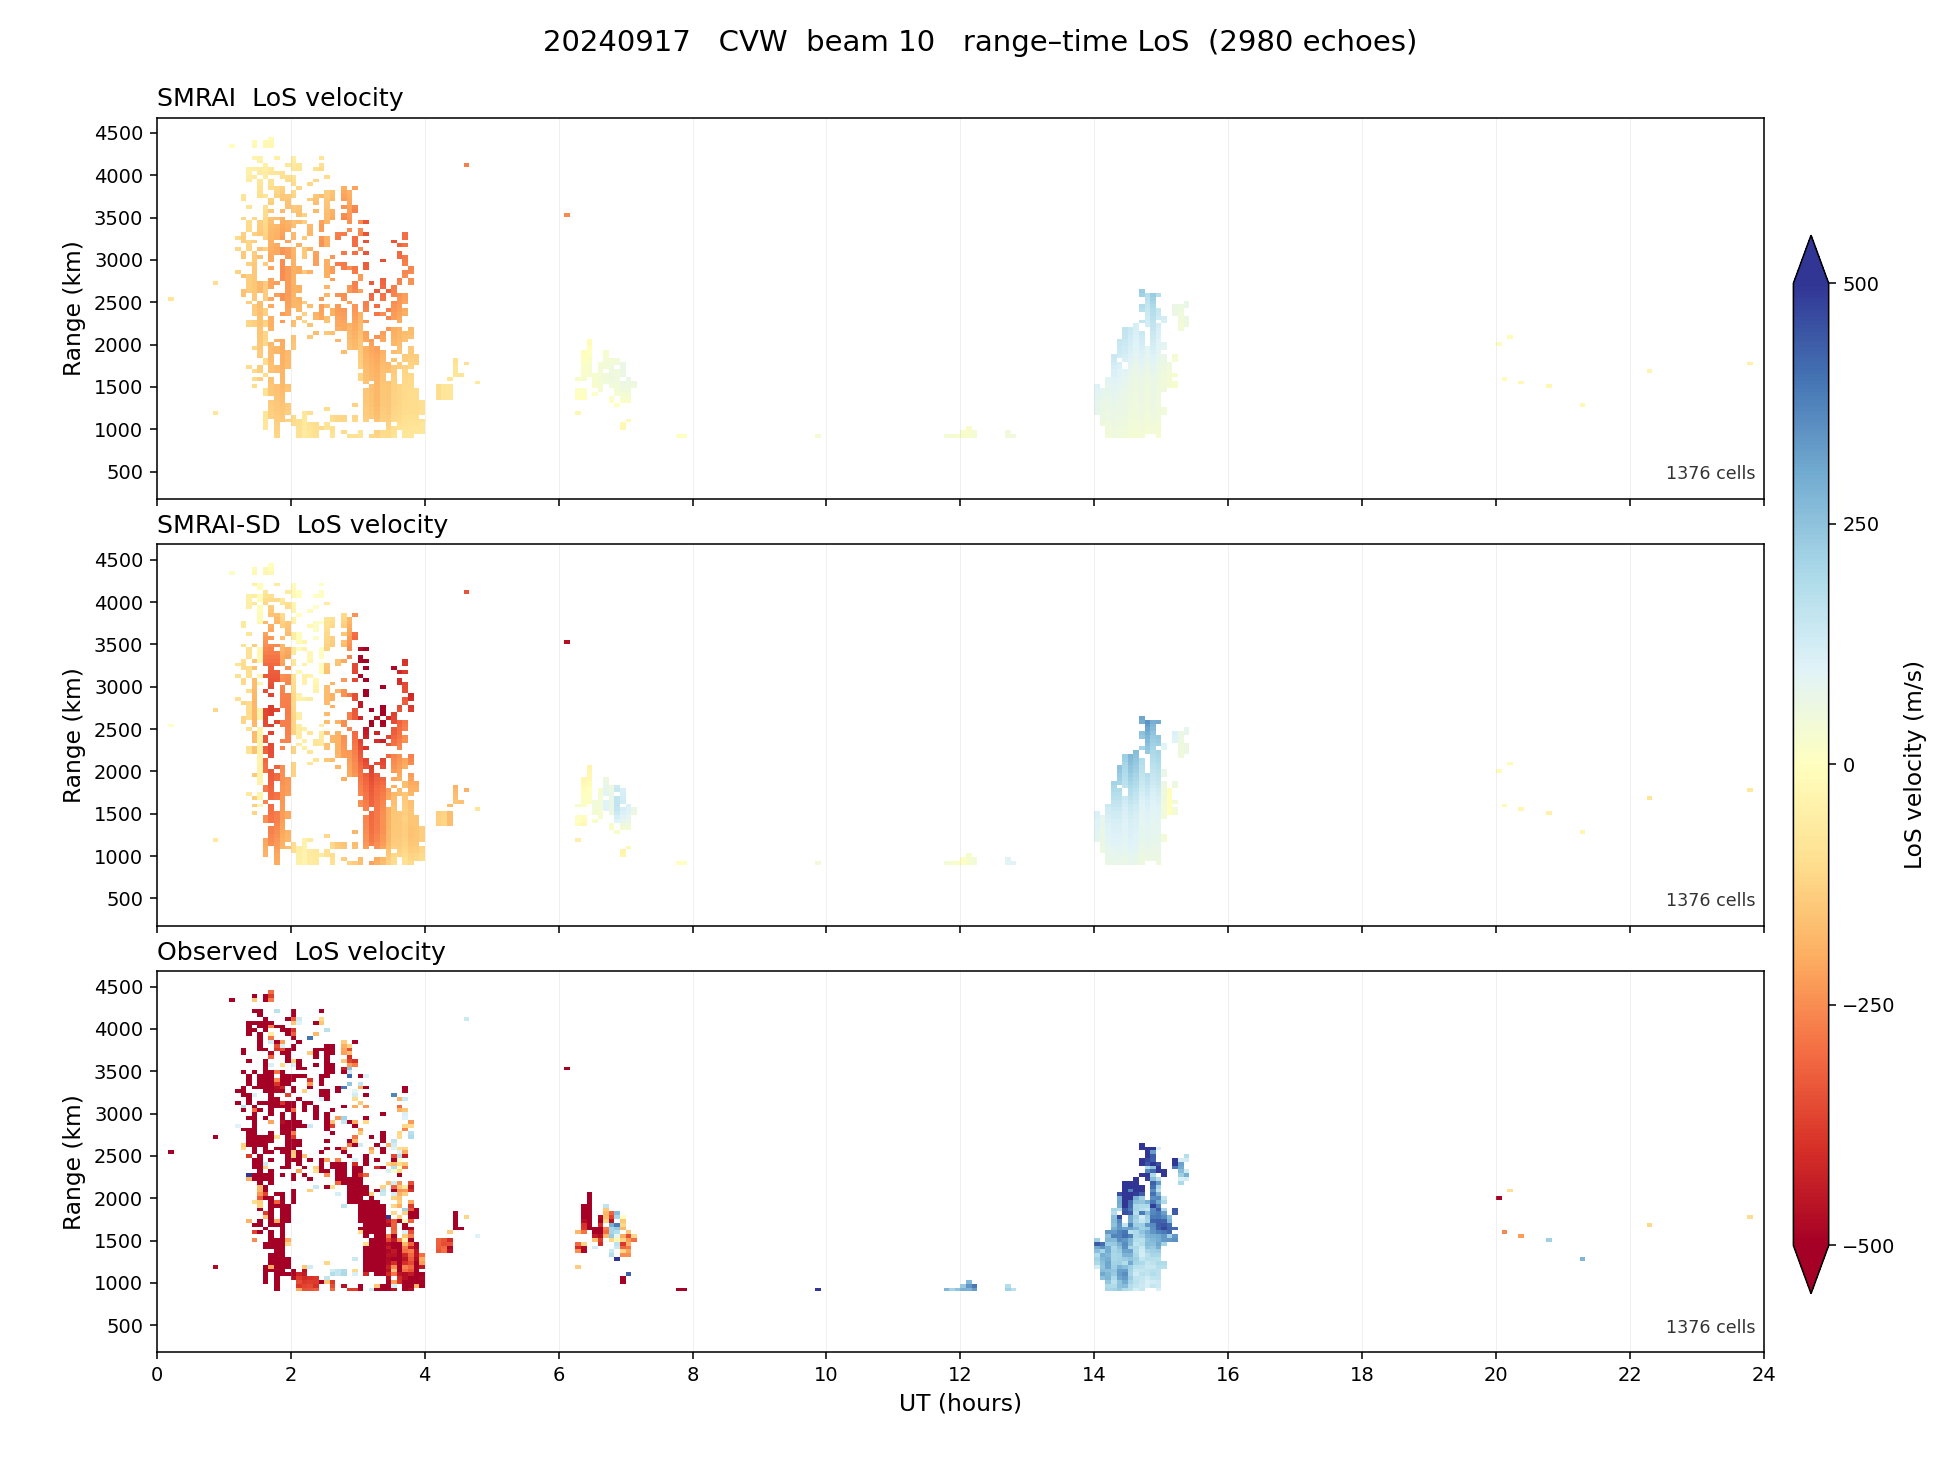 20240917   CVW  beam 10   range–time LoS  (2980 echoes)
SMRAI  LoS velocity
4500
4000
3500
3000
2500
2000
1500
1000
500
Range (km)
1376 cells
SMRAI-SD  LoS velocity
4500
4000
3500
3000
2500
2000
1500
1000
500
Range (km)
1376 cells
Observed  LoS velocity
4500
4000
3500
3000
2500
2000
1500
1000
500
Range (km)
1376 cells
0 2 4 6 8 10 12 14 16 18 20 22 24
UT (hours)
500
250
0
−250
−500
LoS velocity (m/s)